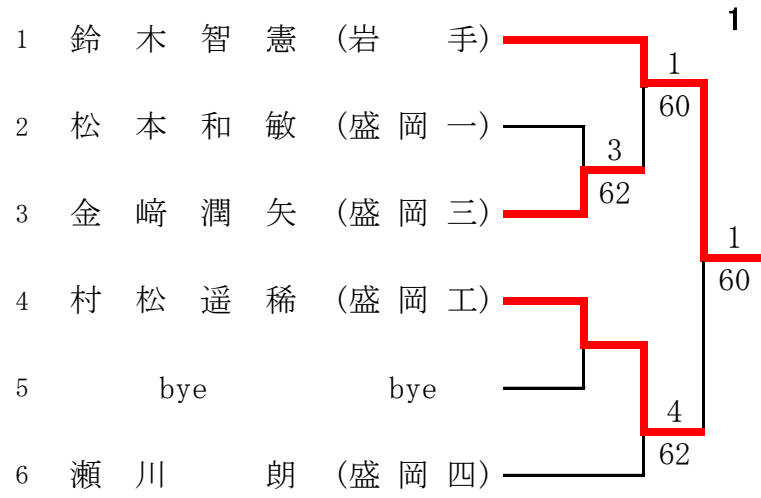 1
1 鈴木智憲 (岩手)
1
60
2 松本和敏 (盛岡一)
3
62
3 金﨑潤矢 (盛岡三)
1
60
4 村松遥稀 (盛岡工)
5 bye bye
4
62
6 瀬川朗 (盛岡四)